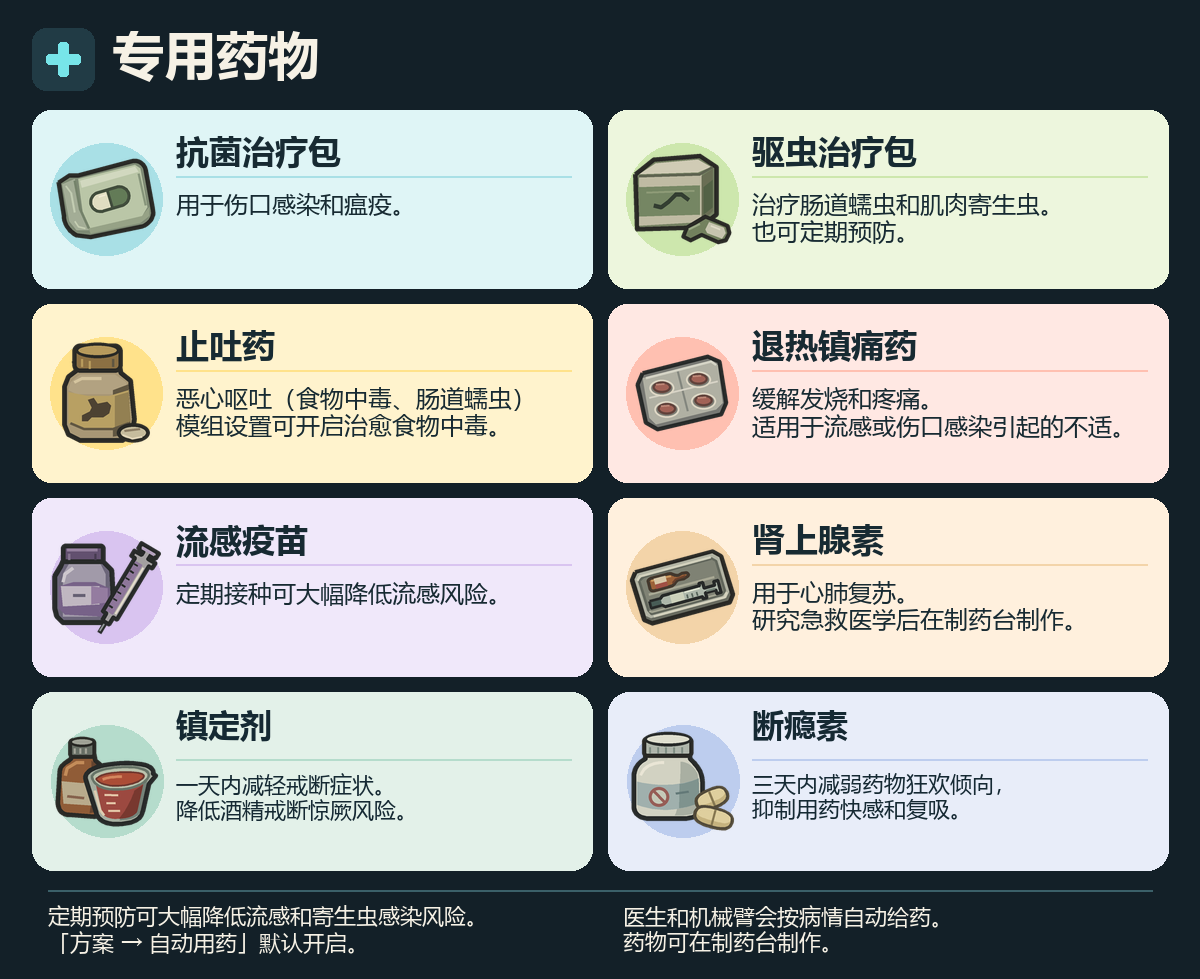 专用药物
抗菌治疗包
用于伤口感染和瘟疫。
驱虫治疗包
治疗肠道蠕虫和肌肉寄生虫。
也可定期预防。
止吐药
恶心呕吐（食物中毒、肠道蠕虫）
模组设置可开启治愈食物中毒。
退热镇痛药
缓解发烧和疼痛。
适用于流感或伤口感染引起的不适。
流感疫苗
定期接种可大幅降低流感风险。
肾上腺素
用于心肺复苏。
研究急救医学后在制药台制作。
镇定剂
一天内减轻戒断症状。
降低酒精戒断惊厥风险。
断瘾素
三天内减弱药物狂欢倾向，
抑制用药快感和复吸。
定期预防可大幅降低流感和寄生虫感染风险。
「方案 → 自动用药」默认开启。
医生和机械臂会按病情自动给药。
药物可在制药台制作。